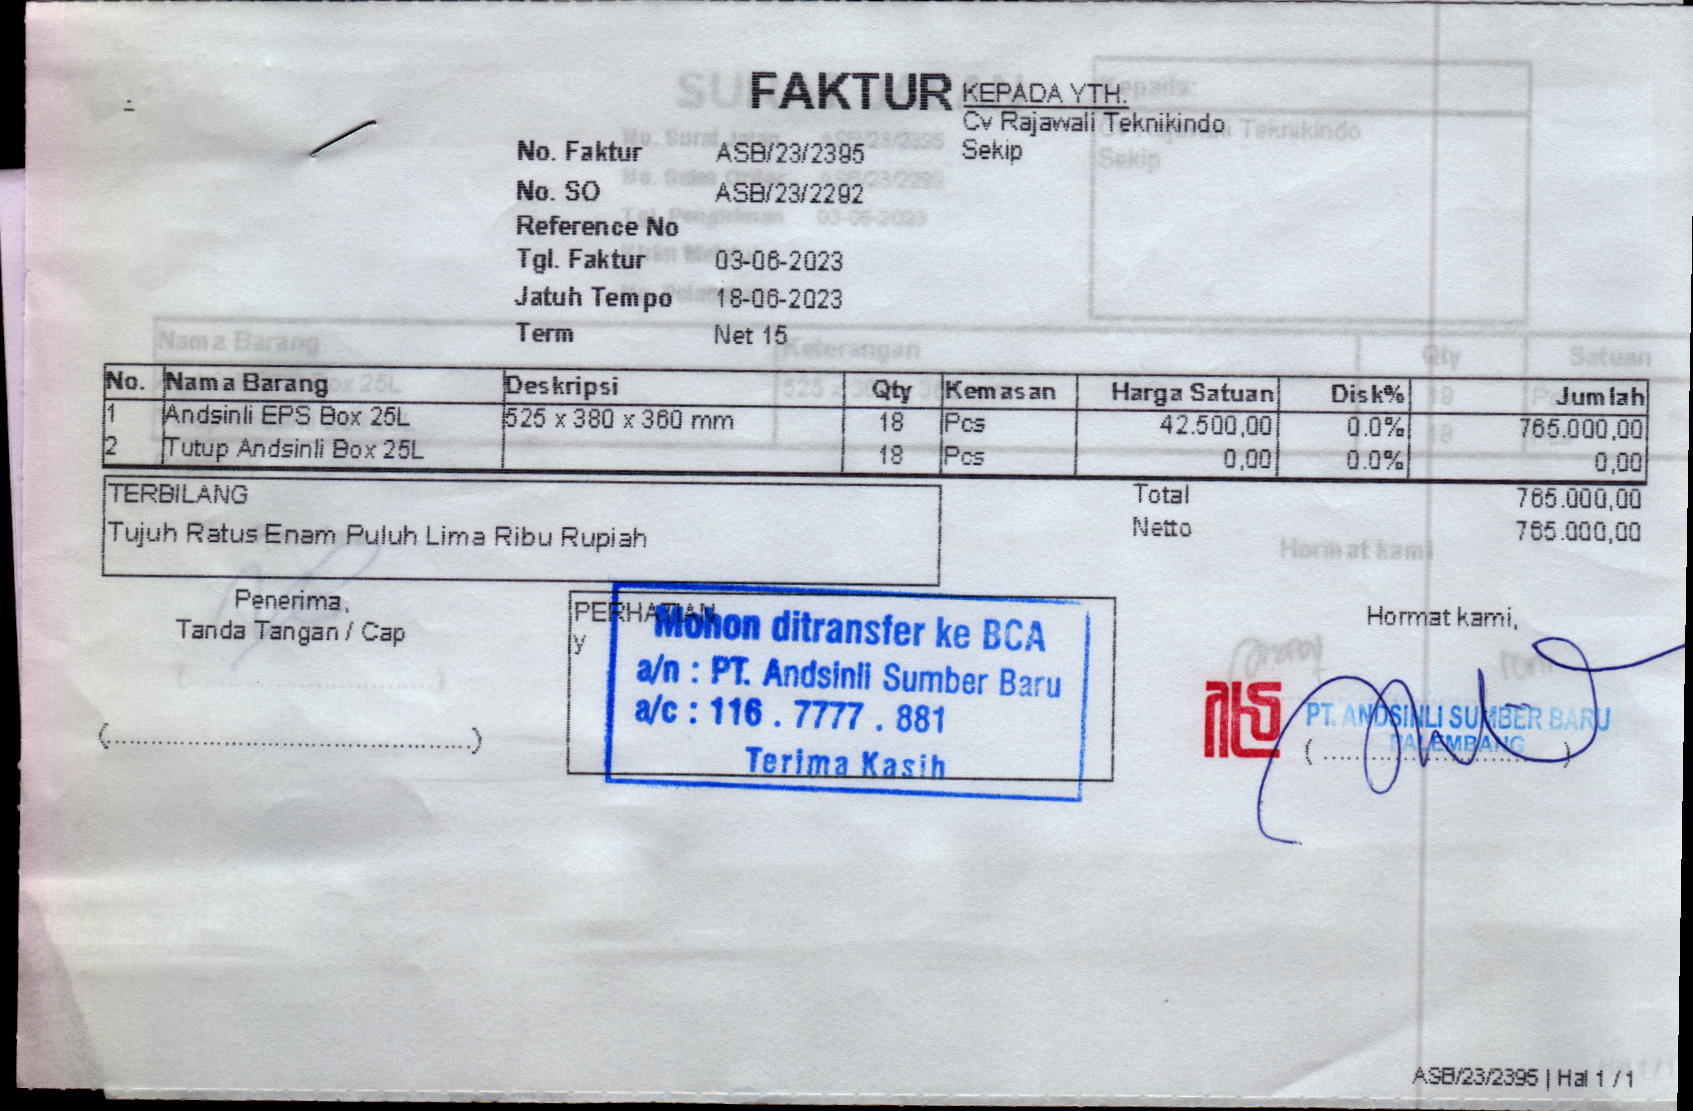 FAKTUR
KEPADA YTH.
Cv Rajawali Teknikindo
Sekip
No. Faktur ASB/23/2395
No. SO ASB/23/2292
Reference No
Tgl. Faktur 03-06-2023
Jatuh Tempo 18-06-2023
Term Net 15
No. Nama Barang Deskripsi Qty Kemasan Harga Satuan Disk% Jumlah
1 Andsinli EPS Box 25L 525 x 380 x 360 mm 18 Pcs 42.500,00 0.0% 765.000,00
2 Tutup Andsinli Box 25L 18 Pcs 0,00 0.0% 0,00
TERBILANG
Tujuh Ratus Enam Puluh Lima Ribu Rupiah
Total 765.000,00
Netto 765.000,00
Penerima,
Tanda Tangan / Cap
(................................................)
PERHATIAN
y
Mohon ditransfer ke BCA
a/n : PT. Andsinli Sumber Baru
a/c : 116 . 7777 . 881
Terima Kasih
Hormat kami,
PT. ANDSINLI SUMBER BARU
PALEMBANG
(................................)
ASB/23/2395 | Hal 1 / 1